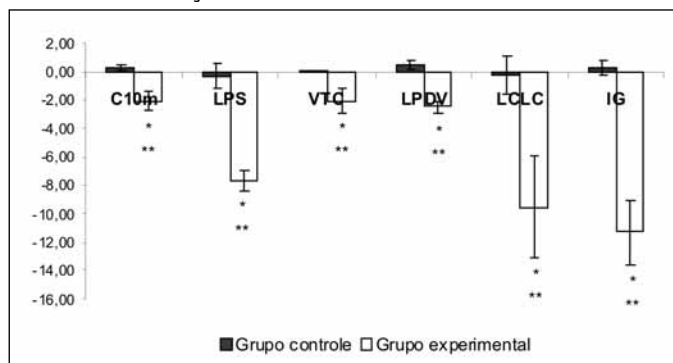 2,00
0,00
-2,00
-4,00
-6,00
-8,00
-10,00
-12,00
-14,00
-16,00
C10m LPS VTC LPDV LCLC IG
* * * * * *
** ** ** ** ** **
Grupo controle Grupo experimental